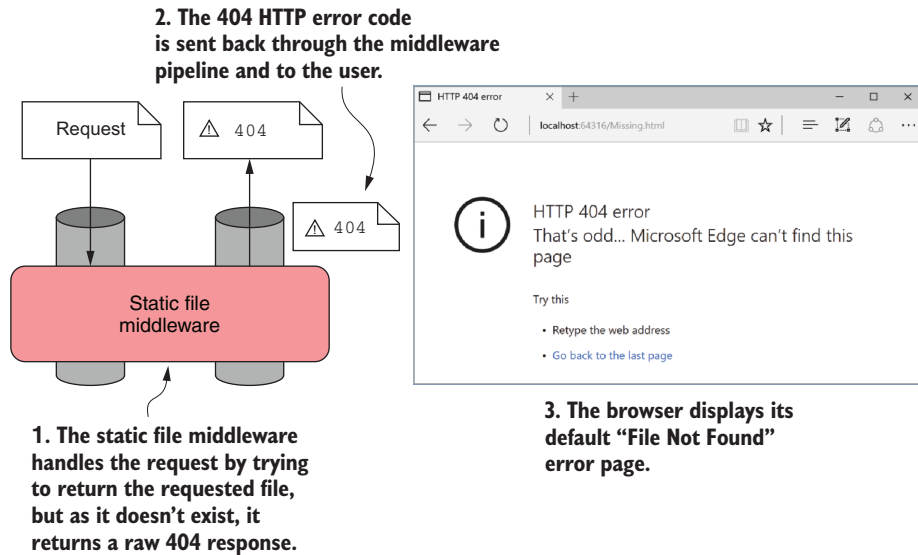 2. The 404 HTTP error code
is sent back through the middleware
pipeline and to the user.
Request
⚠ 404
⚠ 404
Static file
middleware
1. The static file middleware
handles the request by trying
to return the requested file,
but as it doesn’t exist, it
returns a raw 404 response.
HTTP 404 error
localhost:64316/Missing.html
HTTP 404 error
That's odd... Microsoft Edge can't find this
page
Try this
• Retype the web address
• Go back to the last page
3. The browser displays its
default “File Not Found”
error page.